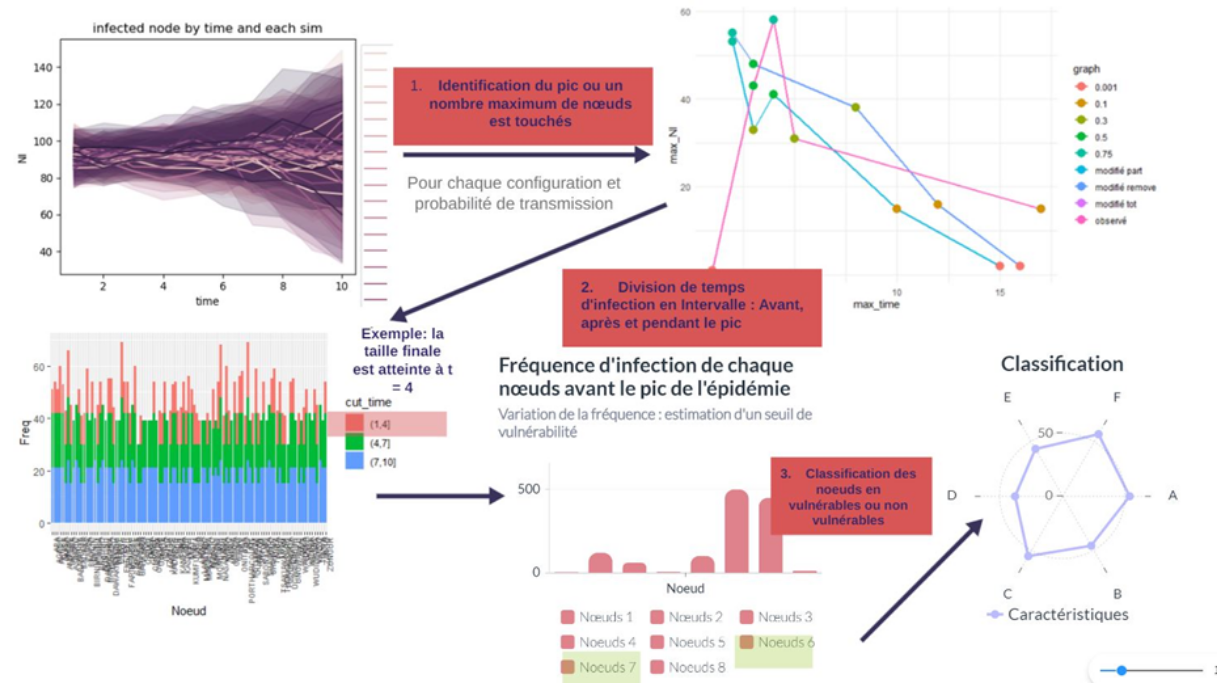 infected node by time and each sim
140
120
100
80
60
40
NI
2
4
6
8
10
time
1. Identification du pic ou un
nombre maximum de nœuds
est touchés
Pour chaque configuration et
probabilité de transmission
60
40
20
max_NI
10
15
max_time
graph
0.001
0.1
0.3
0.5
0.75
modifié part
modifié remove
modifié tot
observé
2. Division de temps
d'infection en Intervalle : Avant,
après et pendant le pic
Exemple: la
taille finale
est atteinte à t
= 4
cut_time
(1,4]
(4,7]
(7,10]
60
40
20
0
Freq
Noeud
Fréquence d'infection de chaque
nœuds avant le pic de l'épidémie
Variation de la fréquence : estimation d'un seuil de
vulnérabilité
500
0
Noeud
Nœuds 1
Nœuds 2
Nœuds 3
Noeuds 4
Noeuds 5
Noeuds 6
Noeuds 7
Noeuds 8
3. Classification des
noeuds en
vulnérables ou non
vulnérables
Classification
E
F
50
D
0
A
C
B
Caractéristiques